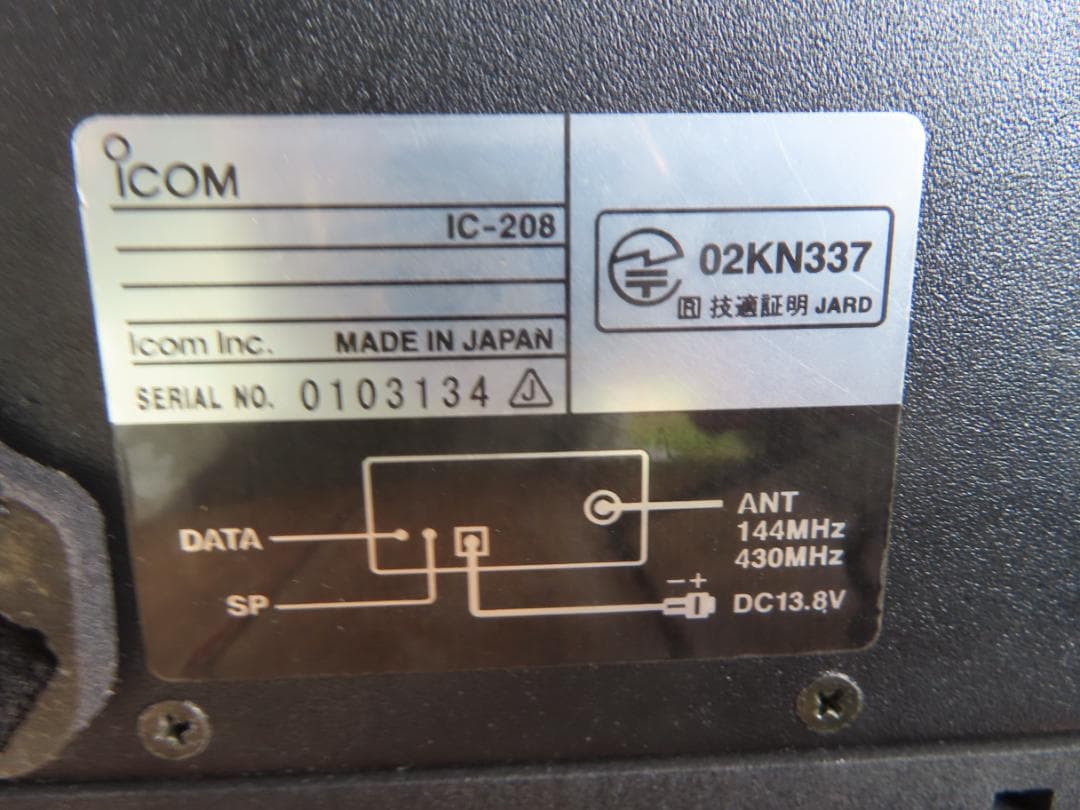 ICOM
IC-208
Icom Inc. MADE IN JAPAN
SERIAL NO. 0103134 J
02KN337
R 技適証明 JARD
DATA
SP
ANT
144MHz
430MHz
- +
DC13.8V